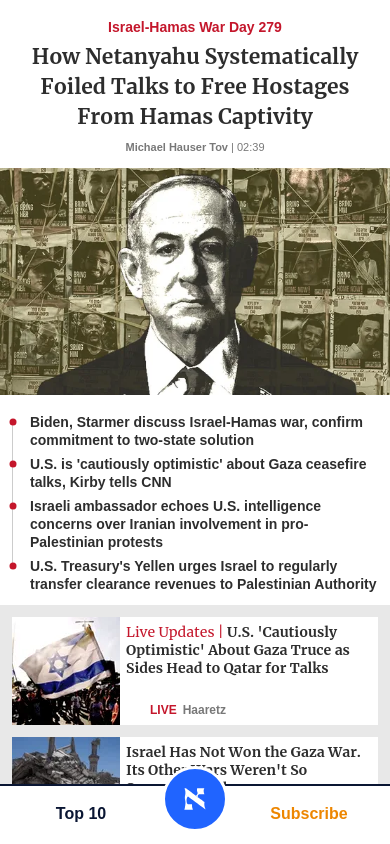 Israel-Hamas War Day 279
How Netanyahu Systematically
Foiled Talks to Free Hostages
From Hamas Captivity
Michael Hauser Tov | 02:39
Biden, Starmer discuss Israel-Hamas war, confirm
commitment to two-state solution
U.S. is 'cautiously optimistic' about Gaza ceasefire
talks, Kirby tells CNN
Israeli ambassador echoes U.S. intelligence
concerns over Iranian involvement in pro-
Palestinian protests
U.S. Treasury's Yellen urges Israel to regularly
transfer clearance revenues to Palestinian Authority
Live Updates | U.S. 'Cautiously
Optimistic' About Gaza Truce as
Sides Head to Qatar for Talks
LIVE Haaretz
Israel Has Not Won the Gaza War.
Its Other Wars Weren't So
Top 10
Subscribe